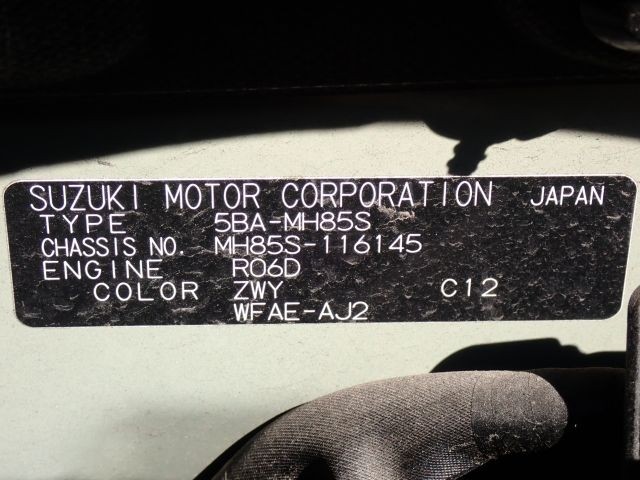 SUZUKI MOTOR CORPORATION JAPAN
TYPE 5BA-MH85S
CHASSIS NO. MH85S-116145
ENGINE R06D
COLOR ZWY C12
WFAE-AJ2